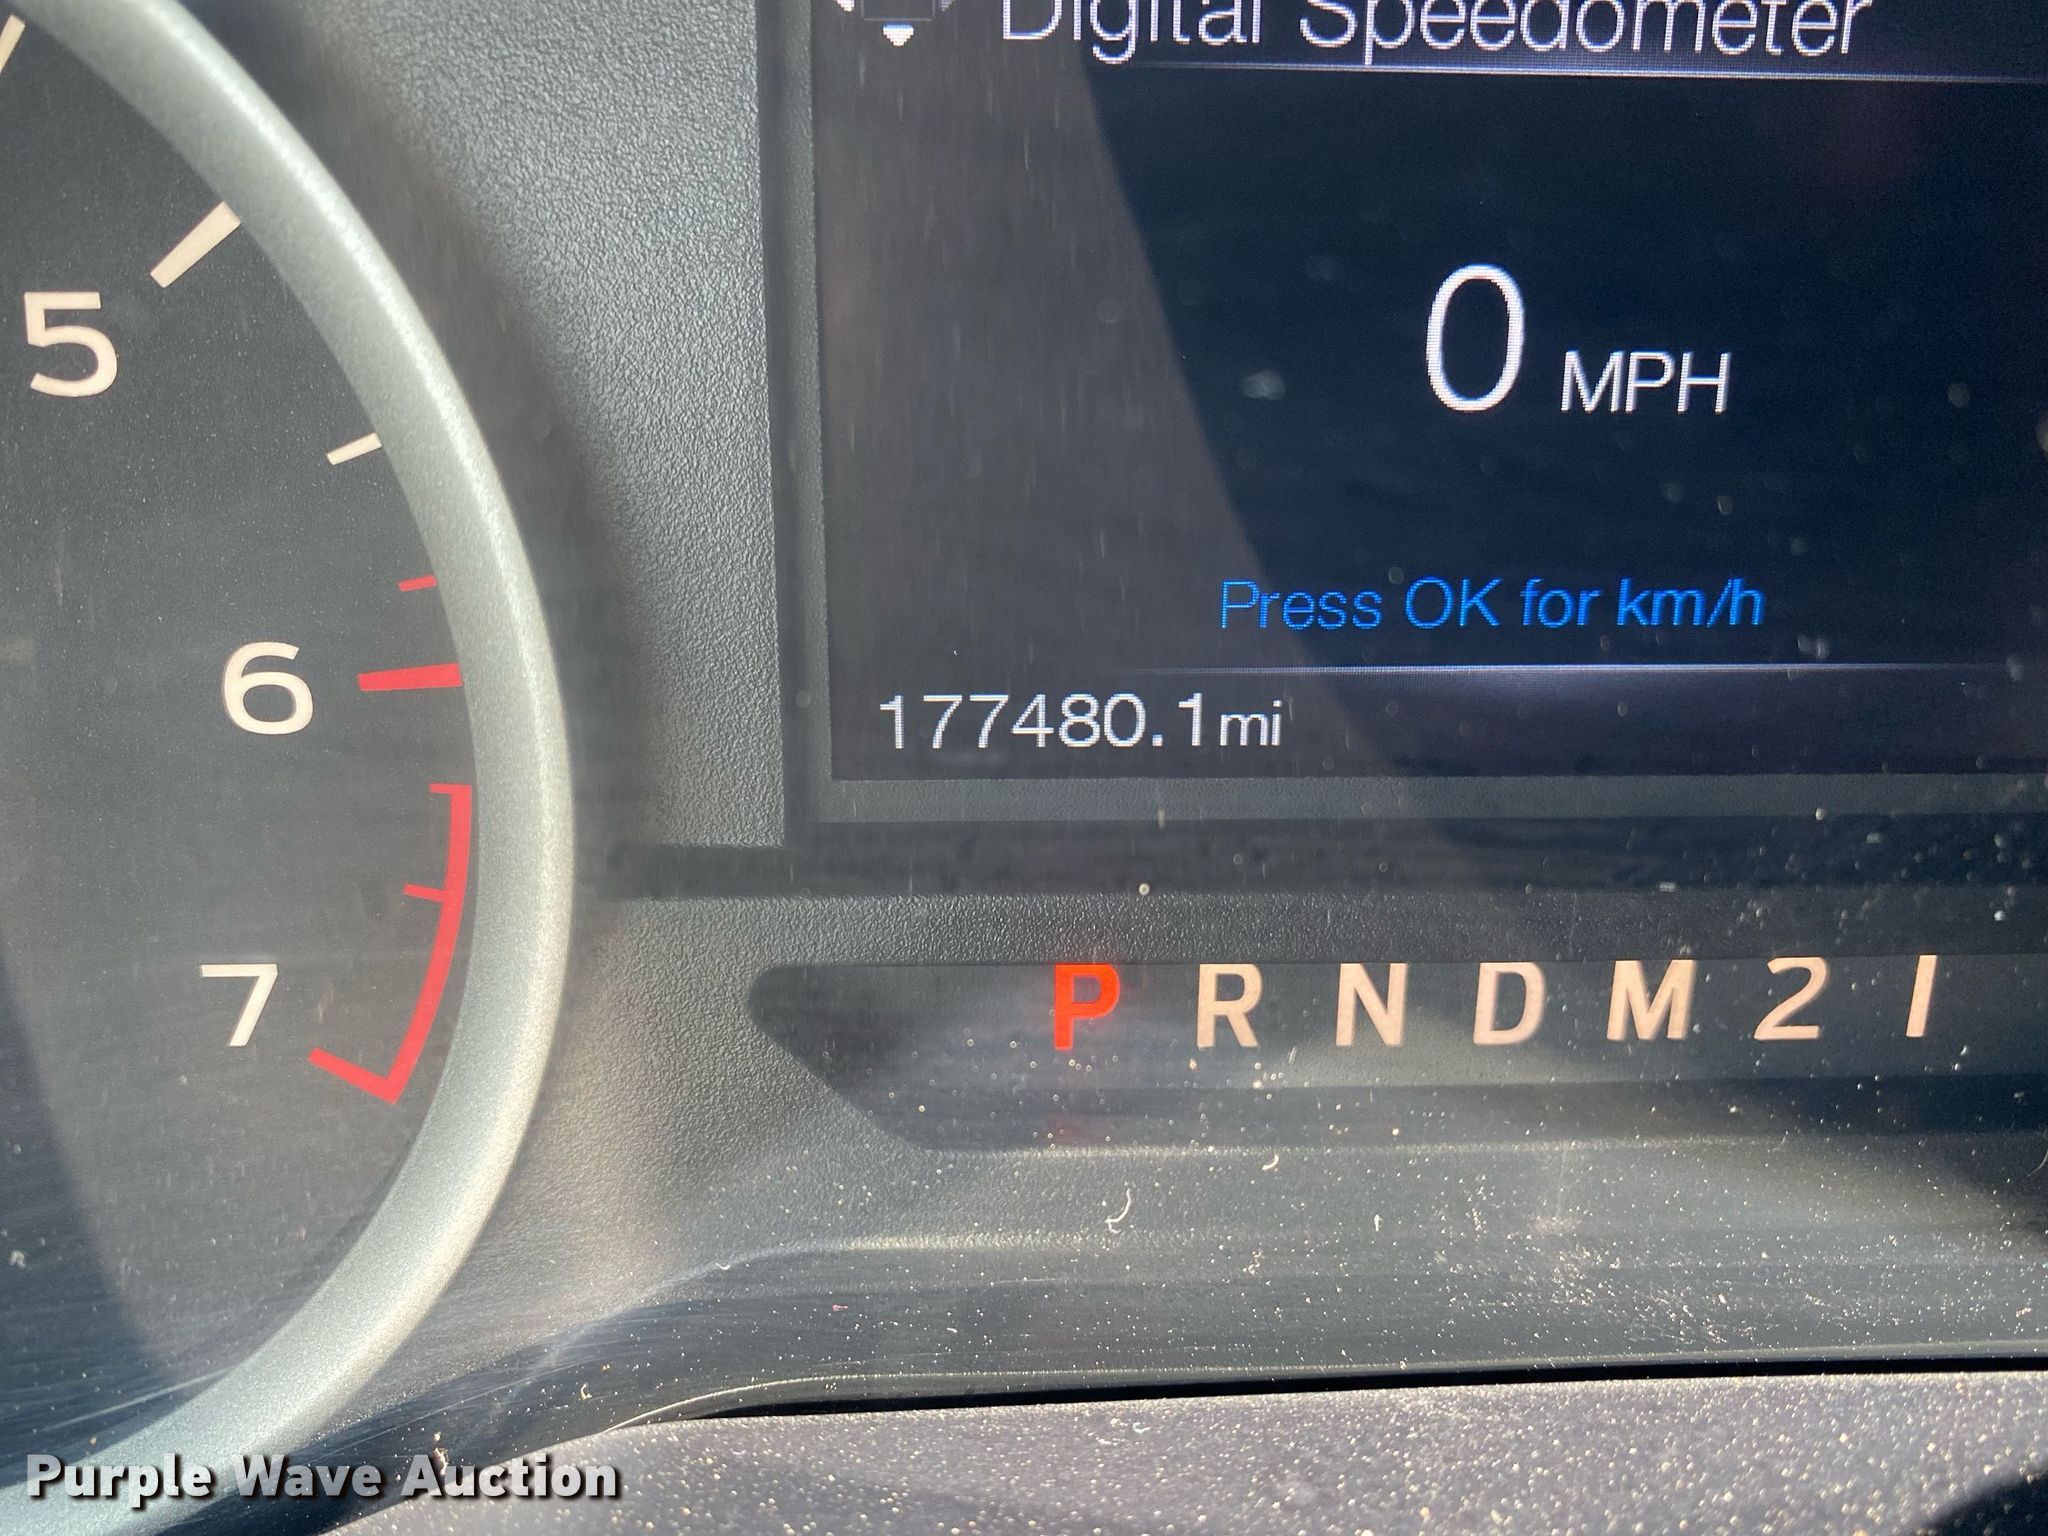 Digital Speedometer
5
0 MPH
Press OK for km/h
6
177480.1mi
7
P R N D M 2 1
Purple Wave Auction